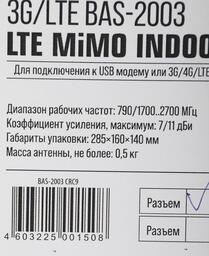 3G/LTE BAS-2003
LTE MiMO INDOO
Для подключения к USB модему или 3G/4G/LTE
Диапазон рабочих частот: 790/1700..2700 МГц
Коэффициент усиления, максимум: 7/11 дБи
Габариты упаковки: 285×160×140 мм
Масса антенны, не более: 0,5 кг
BAS-2003 CRC9
Разъем
Разъем
4 603225 001508